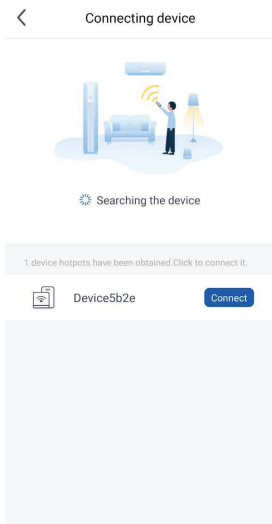 Connecting device
Searching the device
1 device hotpots have been obtained.Click to connect it.
Device5b2e
Connect